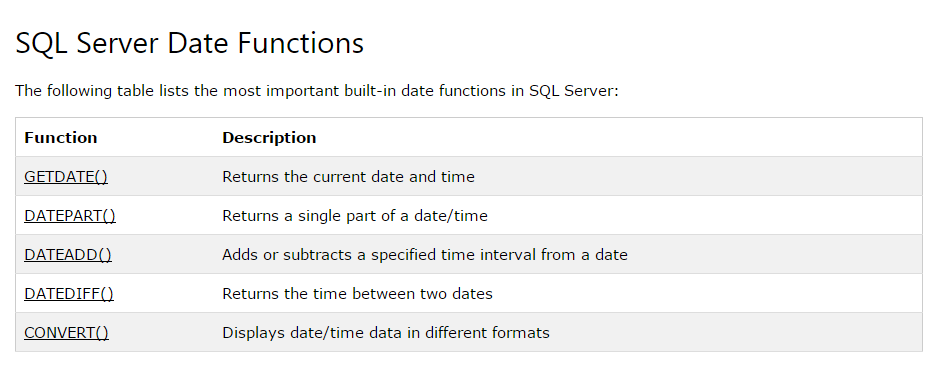 SQL Server Date Functions
The following table lists the most important built-in date functions in SQL Server:
Function Description
GETDATE() Returns the current date and time
DATEPART() Returns a single part of a date/time
DATEADD() Adds or subtracts a specified time interval from a date
DATEDIFF() Returns the time between two dates
CONVERT() Displays date/time data in different formats